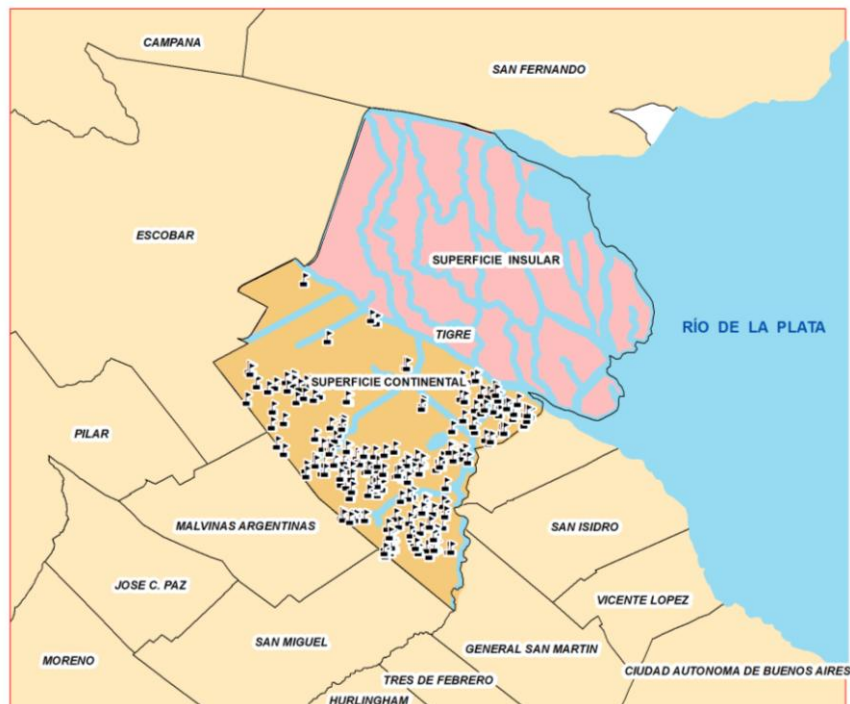 CAMPANA
SAN FERNANDO
ESCOBAR
SUPERFICIE INSULAR
RÍO DE LA PLATA
TIGRE
SUPERFICIE CONTINENTAL
PILAR
MALVINAS ARGENTINAS
SAN ISIDRO
JOSE C. PAZ
VICENTE LOPEZ
SAN MIGUEL
GENERAL SAN MARTIN
MORENO
CIUDAD AUTONOMA DE BUENOS AIRES
TRES DE FEBRERO
HURLINGHAM